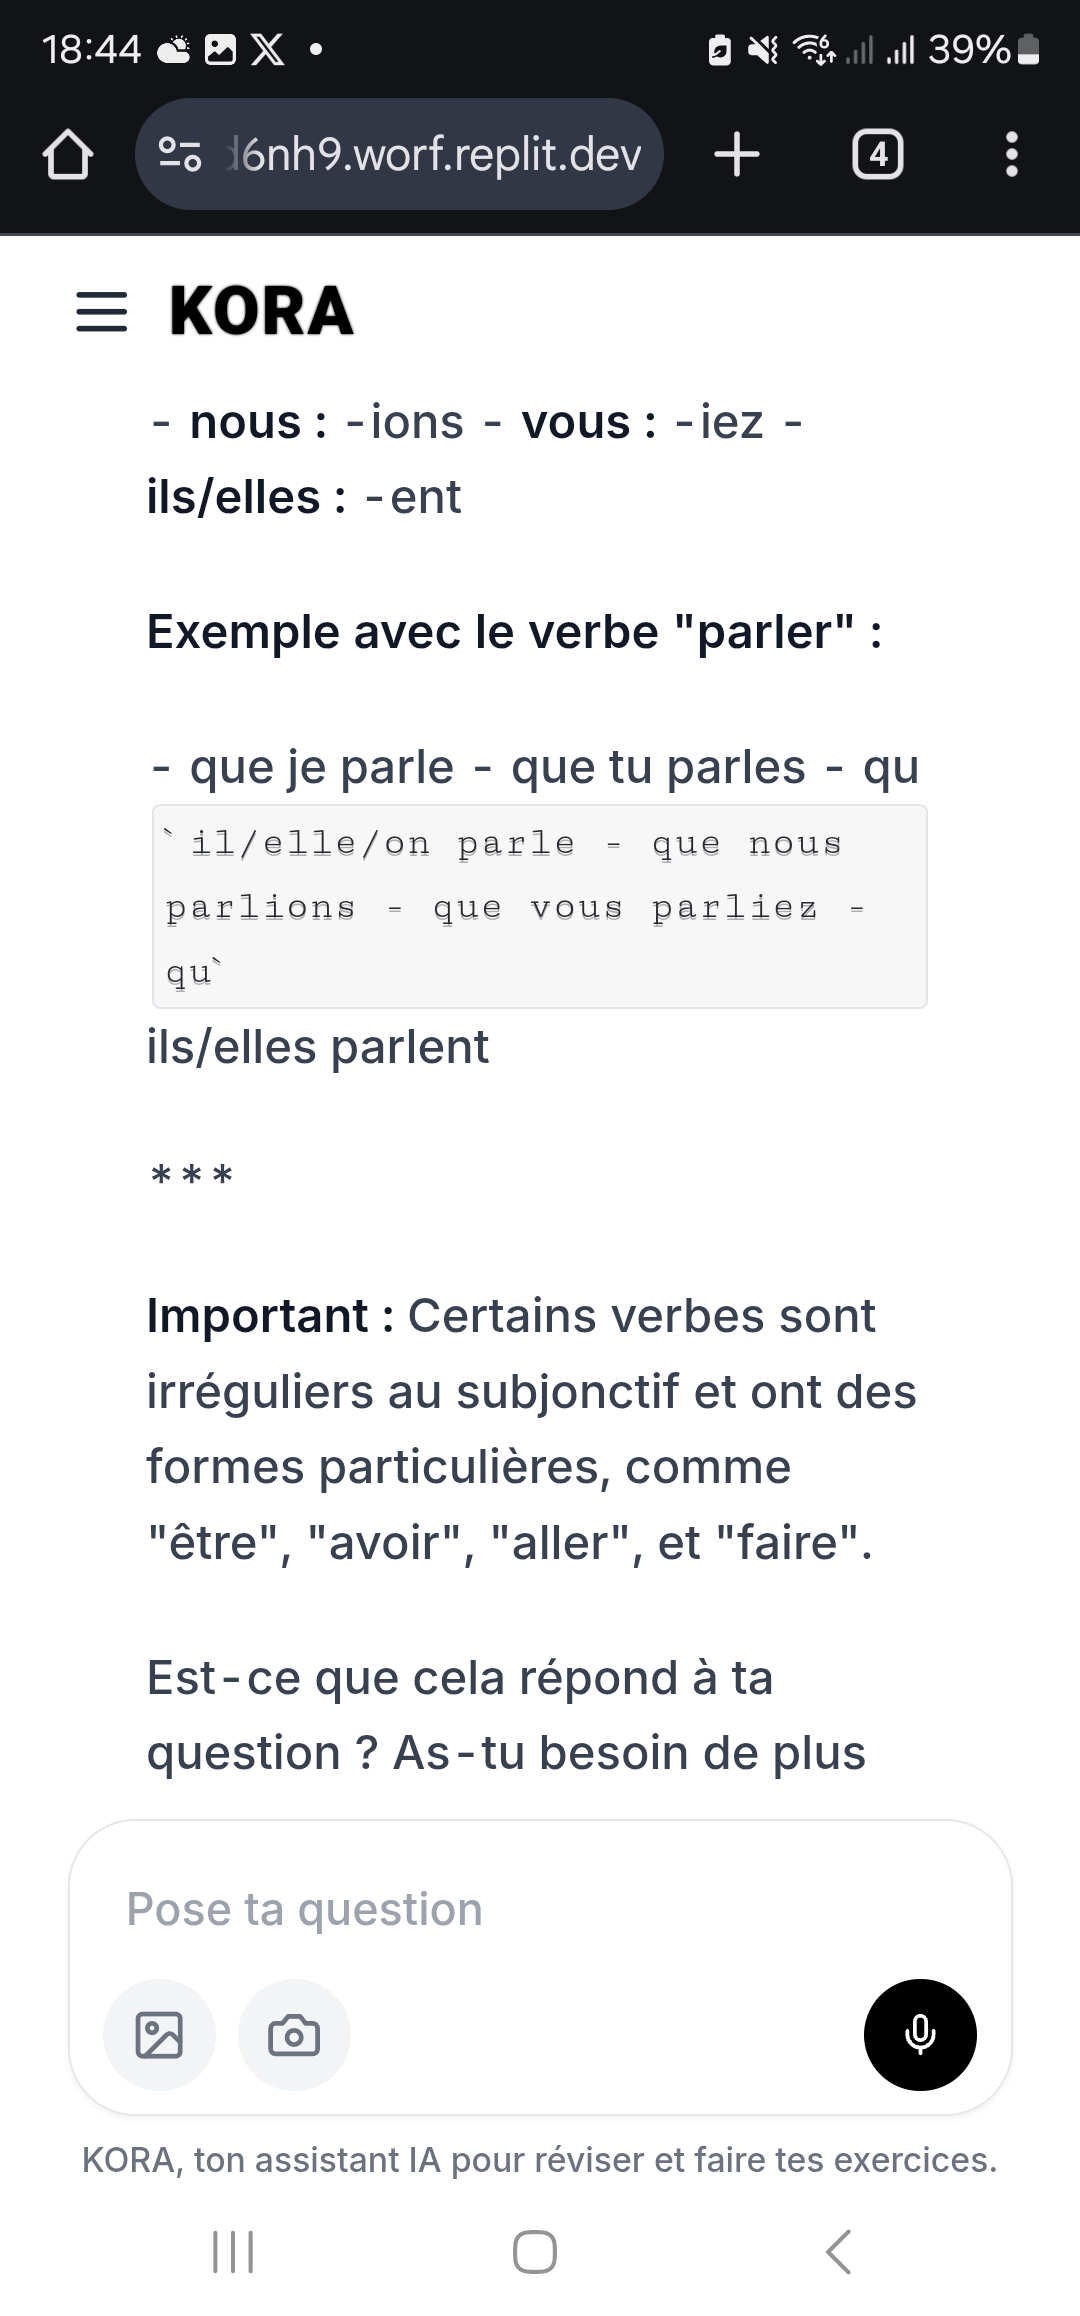 18:44
6
39%
d6nh9.worf.replit.dev
4
KORA
- nous : -ions - vous : -iez -
ils/elles : -ent
Exemple avec le verbe "parler" :
- que je parle - que tu parles - qu
`il/elle/on parle - que nous
parlions - que vous parliez -
qu`
ils/elles parlent
***
Important : Certains verbes sont
irréguliers au subjonctif et ont des
formes particulières, comme
"être", "avoir", "aller", et "faire".
Est-ce que cela répond à ta
question ? As-tu besoin de plus
Pose ta question
KORA, ton assistant IA pour réviser et faire tes exercices.